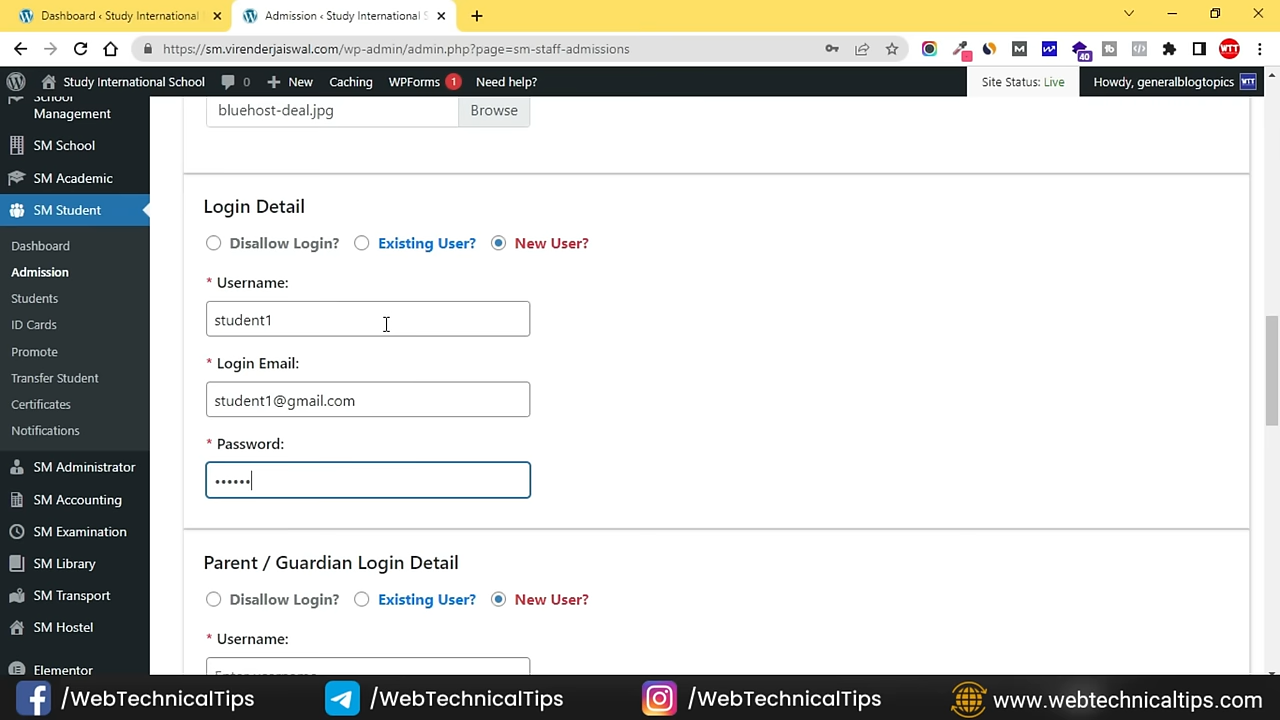 Dashboard ‹ Study International
Admission ‹ Study International S
https://sm.virenderjaiswal.com/wp-admin/admin.php?page=sm-staff-admissions
M
40
fb
WTT
Study International School
0
New
Caching
WPForms 1
Need help?
Site Status: Live
Howdy, generalblogtopics
WTT
School
Management
SM School
SM Academic
SM Student
Dashboard
Admission
Students
ID Cards
Promote
Transfer Student
Certificates
Notifications
SM Administrator
SM Accounting
SM Examination
SM Library
SM Transport
SM Hostel
Elementor
bluehost-deal.jpg
Browse
Login Detail
Disallow Login?
Existing User?
New User?
* Username:
student1
* Login Email:
student1@gmail.com
* Password:
••••••
Parent / Guardian Login Detail
Disallow Login?
Existing User?
New User?
* Username:
Enter username
/WebTechnicalTips
/WebTechnicalTips
/WebTechnicalTips
www.webtechnicaltips.com